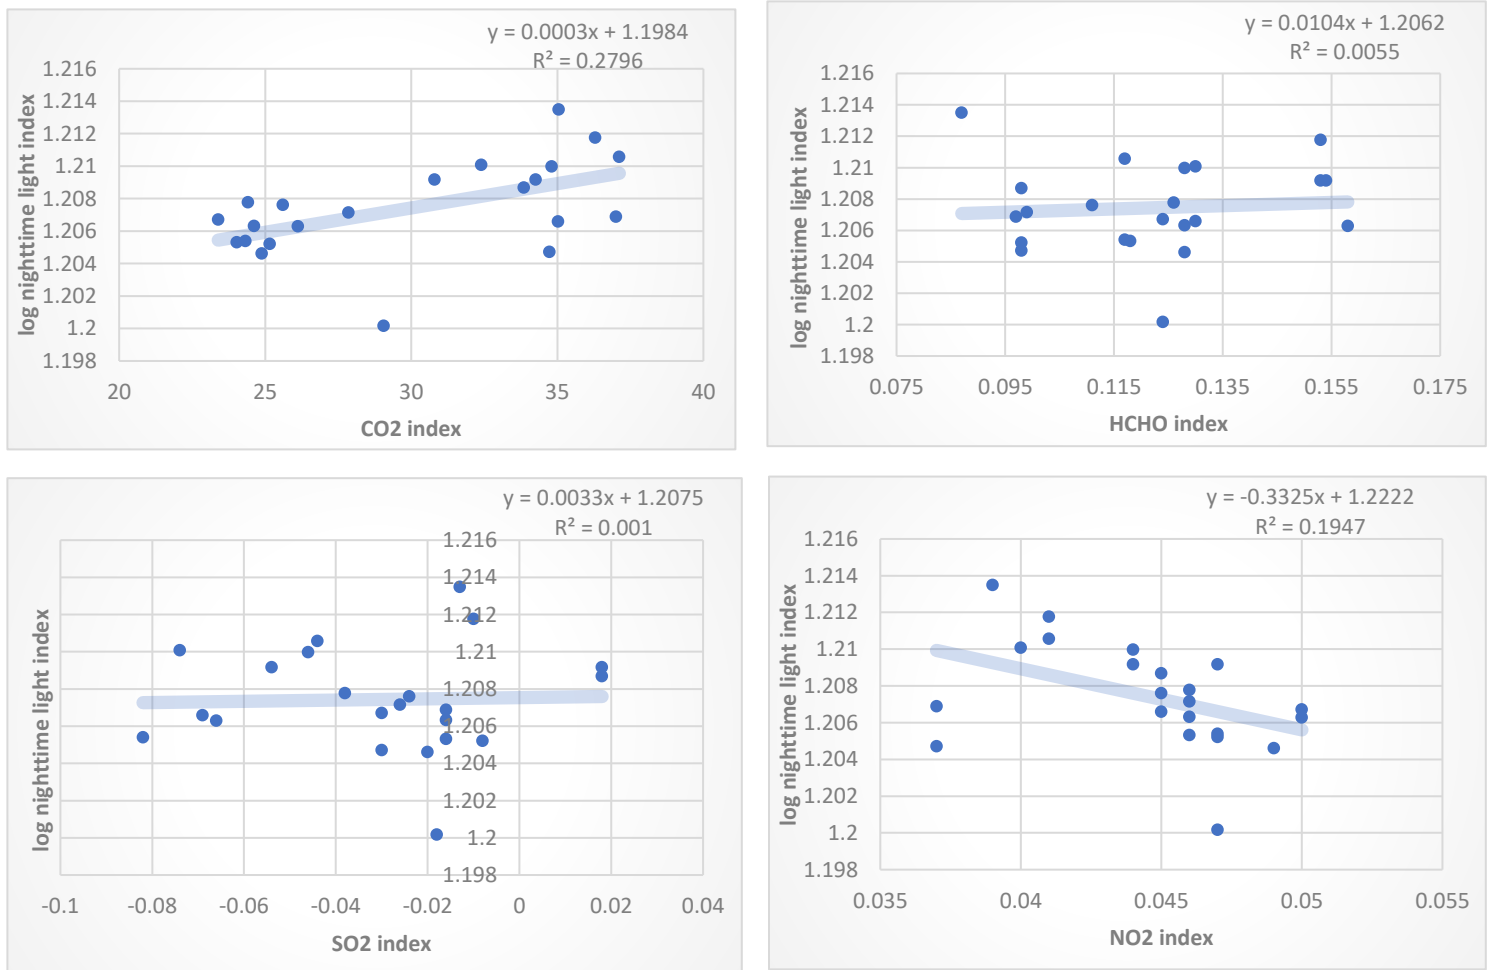 y = 0.0003x + 1.1984
R² = 0.2796
1.216
1.214
1.212
1.21
1.208
1.206
1.204
1.202
1.2
1.198
log nighttime light index
20 25 30 35 40
CO2 index
y = 0.0104x + 1.2062
R² = 0.0055
1.216
1.214
1.212
1.21
1.208
1.206
1.204
1.202
1.2
1.198
log nighttime light index
0.075 0.095 0.115 0.135 0.155 0.175
HCHO index
y = 0.0033x + 1.2075
R² = 0.001
1.216
1.214
1.212
1.21
1.208
1.206
1.204
1.202
1.2
1.198
log nighttime light index
-0.1 -0.08 -0.06 -0.04 -0.02 0 0.02 0.04
SO2 index
y = -0.3325x + 1.2222
R² = 0.1947
1.216
1.214
1.212
1.21
1.208
1.206
1.204
1.202
1.2
1.198
log nighttime light index
0.035 0.04 0.045 0.05 0.055
NO2 index